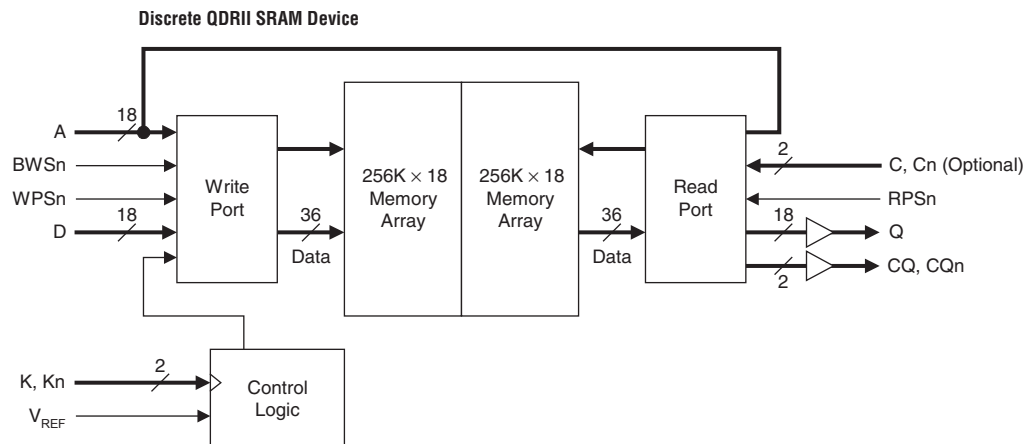 Discrete QDRII SRAM Device
A
18
BWSn
WPSn
D
18
Write
Port
36
Data
256K × 18
Memory
Array
256K × 18
Memory
Array
36
Data
Read
Port
2
C, Cn (Optional)
RPSn
18
Q
2
CQ, CQn
K, Kn
2
VREF
Control
Logic